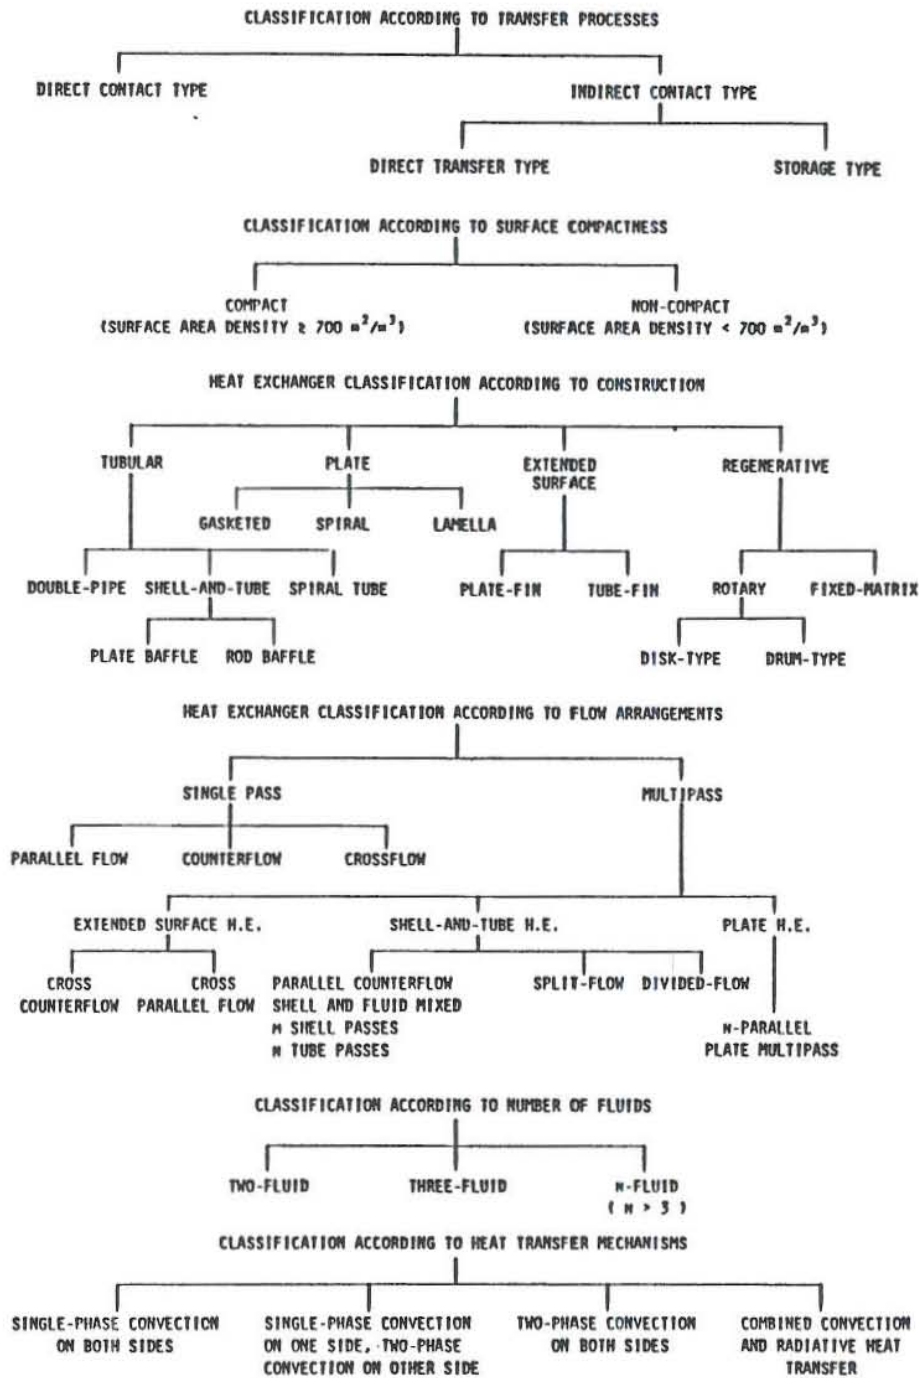 CLASSIFICATION ACCORDING TO TRANSFER PROCESSES
DIRECT CONTACT TYPE
INDIRECT CONTACT TYPE
DIRECT TRANSFER TYPE
STORAGE TYPE
CLASSIFICATION ACCORDING TO SURFACE COMPACTNESS
COMPACT
(SURFACE AREA DENSITY ≥ 700 m²/m³)
NON-COMPACT
(SURFACE AREA DENSITY < 700 m²/m³)
HEAT EXCHANGER CLASSIFICATION ACCORDING TO CONSTRUCTION
TUBULAR
PLATE
EXTENDED
SURFACE
REGENERATIVE
GASKETED
SPIRAL
LAMELLA
DOUBLE-PIPE
SHELL-AND-TUBE
SPIRAL TUBE
PLATE-FIN
TUBE-FIN
ROTARY
FIXED-MATRIX
PLATE BAFFLE
ROD BAFFLE
DISK-TYPE
DRUM-TYPE
HEAT EXCHANGER CLASSIFICATION ACCORDING TO FLOW ARRANGEMENTS
SINGLE PASS
MULTIPASS
PARALLEL FLOW
COUNTERFLOW
CROSSFLOW
EXTENDED SURFACE H.E.
SHELL-AND-TUBE H.E.
PLATE H.E.
CROSS
COUNTERFLOW
CROSS
PARALLEL FLOW
PARALLEL COUNTERFLOW
SHELL AND FLUID MIXED
M SHELL PASSES
N TUBE PASSES
SPLIT-FLOW
DIVIDED-FLOW
N-PARALLEL
PLATE MULTIPASS
CLASSIFICATION ACCORDING TO NUMBER OF FLUIDS
TWO-FLUID
THREE-FLUID
N-FLUID
( N > 3 )
CLASSIFICATION ACCORDING TO HEAT TRANSFER MECHANISMS
SINGLE-PHASE CONVECTION
ON BOTH SIDES
SINGLE-PHASE CONVECTION
ON ONE SIDE, TWO-PHASE
CONVECTION ON OTHER SIDE
TWO-PHASE CONVECTION
ON BOTH SIDES
COMBINED CONVECTION
AND RADIATIVE HEAT
TRANSFER